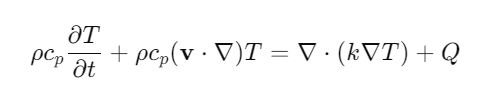 ρc_p ∂T/∂t + ρc_p(𝐯 · ∇)T = ∇ · (k∇T) + Q